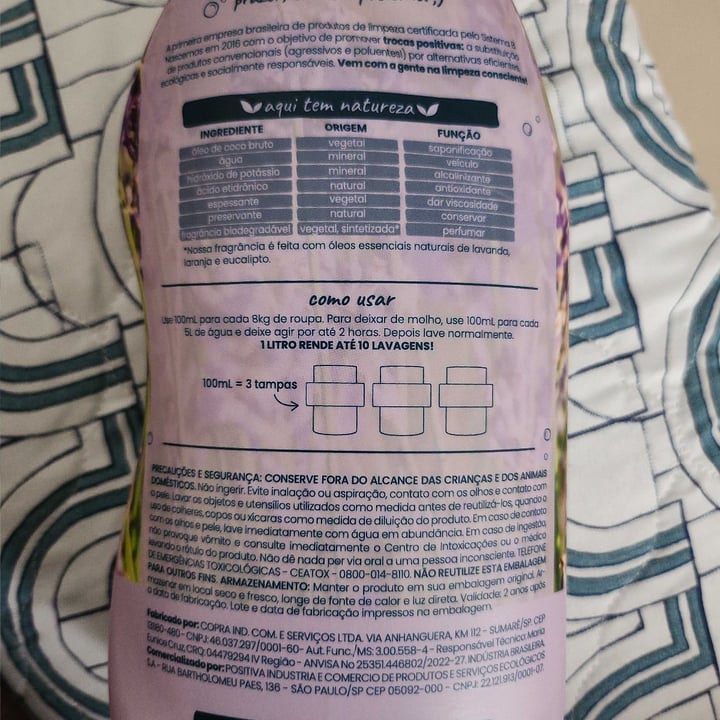 A primeira empresa brasileira de produtos de limpeza certificada pelo Sistema B.
Nascemos em 2016 com o objetivo de promover trocas positivas: a substituição
de produtos convencionais (agressivos e poluentes) por alternativas eficientes,
ecológicas e socialmente responsáveis. Vem com a gente na limpeza consciente!
aqui tem natureza
INGREDIENTE ORIGEM FUNÇÃO
óleo de coco bruto vegetal saponificação
água mineral veículo
hidróxido de potássio mineral alcalinizante
ácido etidrônico natural antioxidante
espessante vegetal dar viscosidade
preservante natural conservar
fragrância biodegradável vegetal, sintetizada* perfumar
*Nossa fragrância é feita com óleos essenciais naturais de lavanda,
laranja e eucalipto.
como usar
Use 100mL para cada 8kg de roupa. Para deixar de molho, use 100mL para cada
5L de água e deixe agir por até 2 horas. Depois lave normalmente.
1 LITRO RENDE ATÉ 10 LAVAGENS!
100mL = 3 tampas
PRECAUÇÕES E SEGURANÇA: CONSERVE FORA DO ALCANCE DAS CRIANÇAS E DOS ANIMAIS
DOMÉSTICOS. Não ingerir. Evite inalação ou aspiração, contato com os olhos e contato com
a pele. Lavar os objetos e utensílios utilizados como medida antes de reutilizá-los, quando o
uso de colheres, copos ou xícaras como medida de diluição do produto. Em caso de contato
com os olhos e pele, lave imediatamente com água em abundância. Em caso de ingestão,
não provoque vômito e consulte imediatamente o Centro de Intoxicações ou o médico
levando o rótulo do produto. Não dê nada por via oral a uma pessoa inconsciente. TELEFONE
DE EMERGÊNCIAS TOXICOLÓGICAS - CEATOX - 0800-014-8110. NÃO REUTILIZE ESTA EMBALAGEM
PARA OUTROS FINS. ARMAZENAMENTO: Manter o produto em sua embalagem original. Ar-
mazenar em local seco e fresco, longe de fonte de calor e luz direta. Validade: 2 anos após
a data de fabricação. Lote e data de fabricação impressos na embalagem.
Fabricado por: COPRA IND. COM. E SERVIÇOS LTDA. VIA ANHANGUERA, KM 112 - SUMARÉ/SP. CEP
13180-480 - CNPJ: 46.037.297/0001-60- Aut. Func./MS: 3.00.558-4 - Responsável Técnico: Maria
Eunice Cruz, CRQ: 04479294 IV Região - ANVISA No 25351.446802/2022-27. INDÚSTRIA BRASILEIRA
Comercializado por: POSITIVA INDUSTRIA E COMERCIO DE PRODUTOS E SERVIÇOS ECOLÓGICOS
S.A - RUA BARTHOLOMEU PAES, 136 - SÃO PAULO/SP CEP 05092-000 - CNPJ: 22.121.913/0001-07.